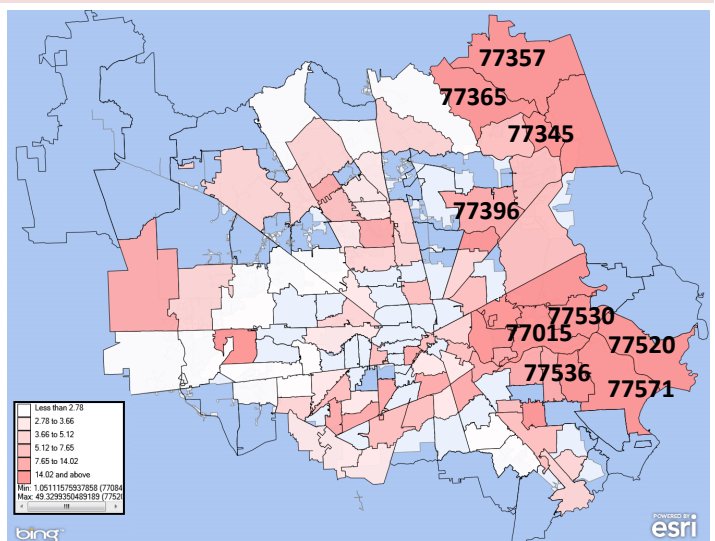 77357
77365
77345
77396
77530
77015
77520
77536
77571
Less than 2.78
2.78 to 3.66
3.66 to 5.12
5.12 to 7.65
7.65 to 14.02
14.02 and above
Min: 1.05111575937858 (77084
Max: 49.3299350489189 (77520
bing
POWERED BY
esri